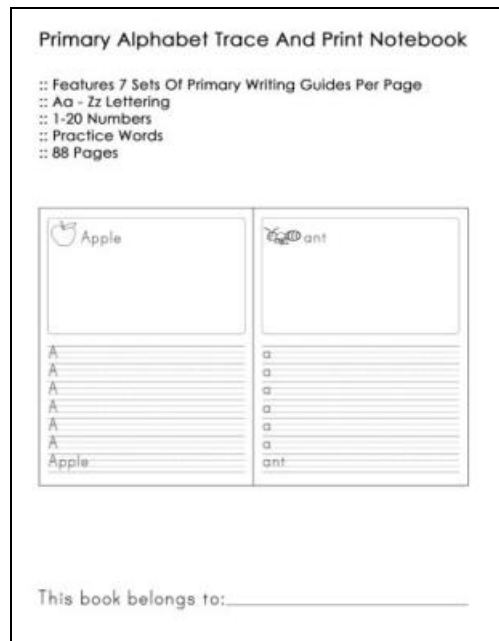 Primary Alphabet Trace And Print Notebook
:: Features 7 Sets Of Primary Writing Guides Per Page
:: Aa - Zz Lettering
:: 1-20 Numbers
:: Practice Words
:: 88 Pages
Apple
A
A
A
A
A
A
Apple
ant
a
a
a
a
a
a
ant
This book belongs to: